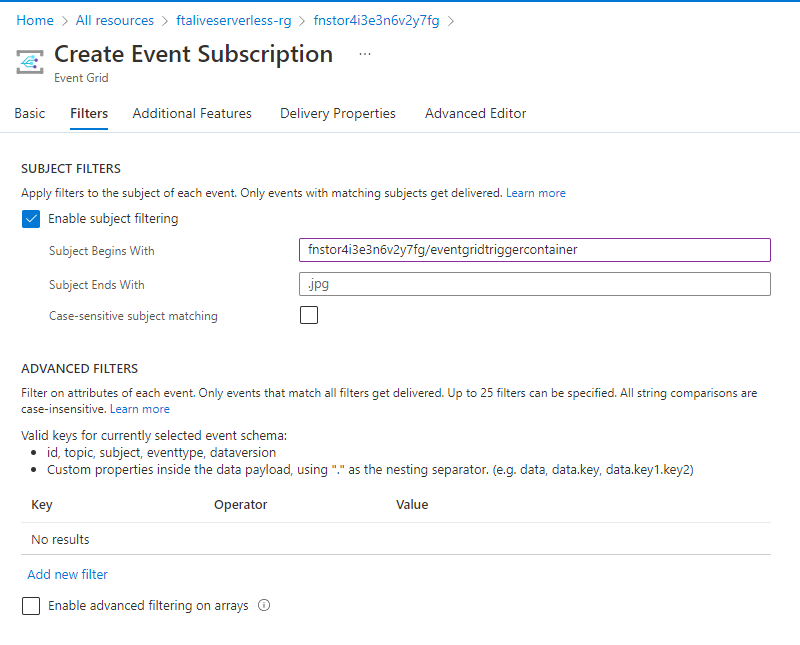 Home > All resources > ftaliveserverless-rg > fnstor4i3e3n6v2y7fg >
Create Event Subscription ...
Event Grid
Basic Filters Additional Features Delivery Properties Advanced Editor
SUBJECT FILTERS
Apply filters to the subject of each event. Only events with matching subjects get delivered. Learn more
Enable subject filtering
Subject Begins With fnstor4i3e3n6v2y7fg/eventgridtriggercontainer
Subject Ends With .jpg
Case-sensitive subject matching
ADVANCED FILTERS
Filter on attributes of each event. Only events that match all filters get delivered. Up to 25 filters can be specified. All string comparisons are
case-insensitive. Learn more
Valid keys for currently selected event schema:
• id, topic, subject, eventtype, dataversion
• Custom properties inside the data payload, using "." as the nesting separator. (e.g. data, data.key, data.key1.key2)
Key Operator Value
No results
Add new filter
Enable advanced filtering on arrays